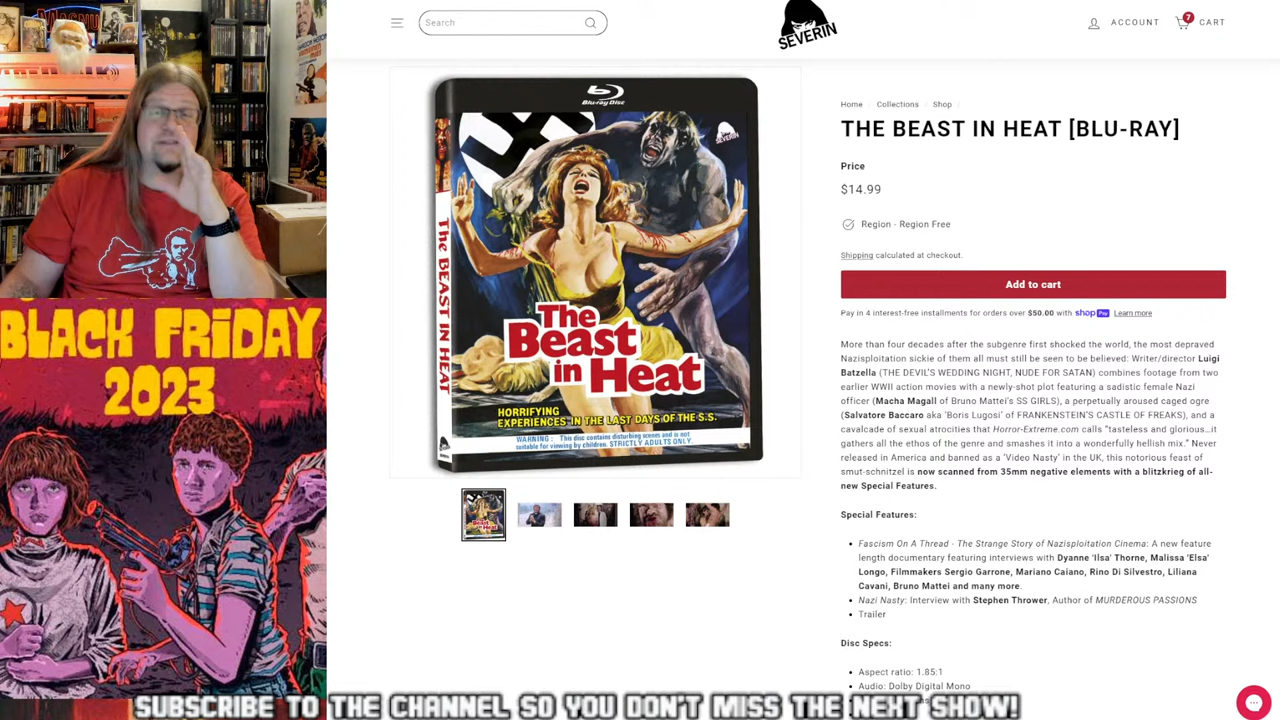 Search
SEVERIN
ACCOUNT
7
CART
Blu-ray Disc
SEVERIN
The BEAST IN HEAT
The
Beast
in Heat
HORRIFYING
EXPERIENCES IN THE LAST DAYS OF THE S.S.
WARNING : This disc contains disturbing scenes and is not
suitable for viewing by children. STRICTLY ADULTS ONLY.
Home / Collections / Shop /
THE BEAST IN HEAT [BLU-RAY]
Price
$14.99
Region - Region Free
Shipping calculated at checkout.
Add to cart
Pay in 4 interest-free installments for orders over $50.00 with shop Pay Learn more
More than four decades after the subgenre first shocked the world, the most depraved
Nazisploitation sickie of them all must still be seen to be believed: Writer/director Luigi
Batzella (THE DEVIL'S WEDDING NIGHT, NUDE FOR SATAN) combines footage from two
earlier WWII action movies with a newly-shot plot featuring a sadistic female Nazi
officer (Macha Magall of Bruno Mattei's SS GIRLS), a perpetually aroused caged ogre
(Salvatore Baccaro aka 'Boris Lugosi' of FRANKENSTEIN'S CASTLE OF FREAKS), and a
cavalcade of sexual atrocities that Horror-Extreme.com calls "tasteless and glorious…it
gathers all the ethos of the genre and smashes it into a wonderfully hellish mix." Never
released in America and banned as a 'Video Nasty' in the UK, this notorious feast of
smut-schnitzel is now scanned from 35mm negative elements with a blitzkrieg of all-
new Special Features.
Special Features:
Fascism On A Thread - The Strange Story of Nazisploitation Cinema: A new feature
length documentary featuring interviews with Dyanne 'Ilsa' Thorne, Malissa 'Elsa'
Longo, Filmmakers Sergio Garrone, Mariano Caiano, Rino Di Silvestro, Liliana
Cavani, Bruno Mattei and many more.
Nazi Nasty: Interview with Stephen Thrower, Author of MURDEROUS PASSIONS
Trailer
Disc Specs:
Aspect ratio: 1.85:1
Audio: Dolby Digital Mono
BLACK FRIDAY
2023
SUBSCRIBE TO THE CHANNEL SO YOU DON'T MISS THE NEXT SHOW!